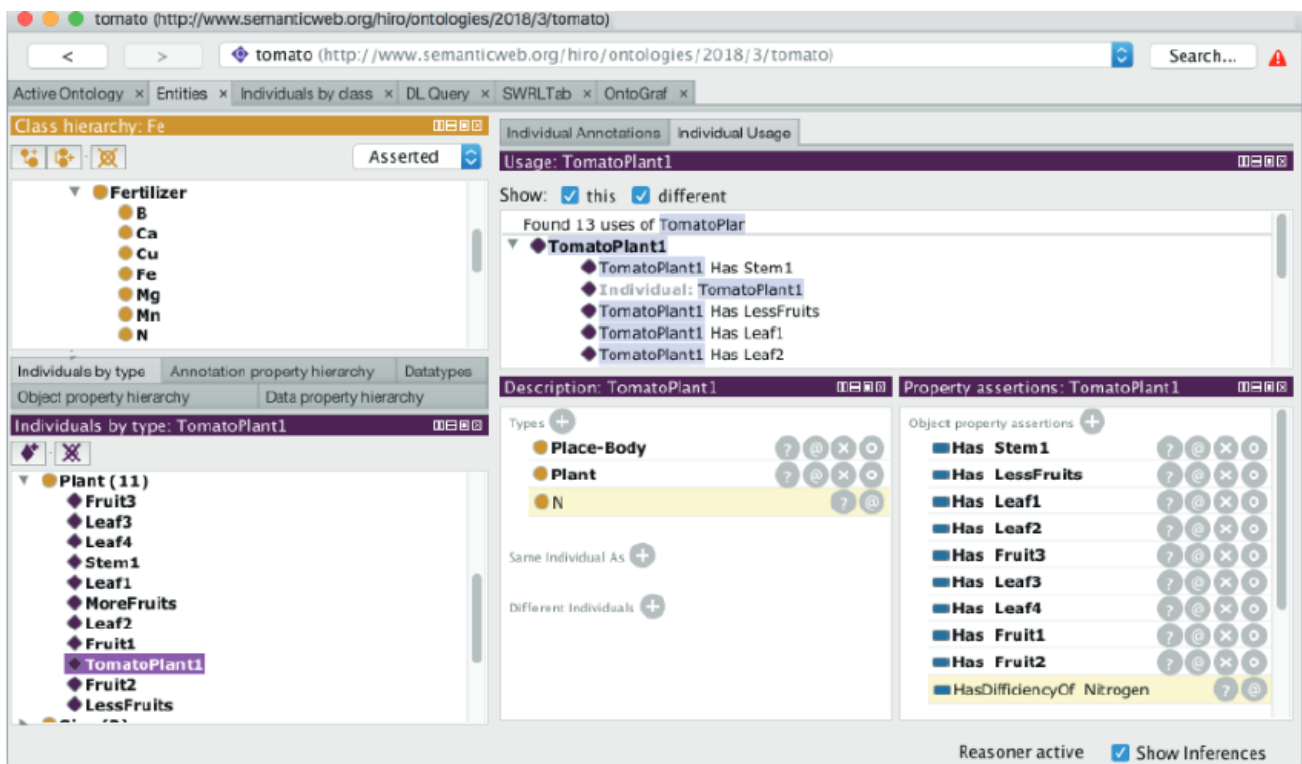 tomato (http://www.semanticweb.org/hiro/ontologies/2018/3/tomato)
< > tomato (http://www.semanticweb.org/hiro/ontologies/2018/3/tomato) Search...
Active Ontology × Entities × Individuals by class × DL Query × SWRLTab × OntoGraf ×
Class hierarchy: Fe
Asserted
Fertilizer
B
Ca
Cu
Fe
Mg
Mn
N
Individuals by type Annotation property hierarchy Datatypes
Object property hierarchy Data property hierarchy
Individuals by type: TomatoPlant1
Plant (11)
Fruit3
Leaf3
Leaf4
Stem1
Leaf1
MoreFruits
Leaf2
Fruit1
TomatoPlant1
Fruit2
LessFruits
Individual Annotations Individual Usage
Usage: TomatoPlant1
Show: this different
Found 13 uses of TomatoPlar
TomatoPlant1
TomatoPlant1 Has Stem1
Individual: TomatoPlant1
TomatoPlant1 Has LessFruits
TomatoPlant1 Has Leaf1
TomatoPlant1 Has Leaf2
Description: TomatoPlant1
Types
Place-Body
Plant
N
Same Individual As
Different Individuals
Property assertions: TomatoPlant1
Object property assertions
Has Stem1
Has LessFruits
Has Leaf1
Has Leaf2
Has Fruit3
Has Leaf3
Has Leaf4
Has Fruit1
Has Fruit2
HasDifficiencyOf Nitrogen
Reasoner active Show Inferences